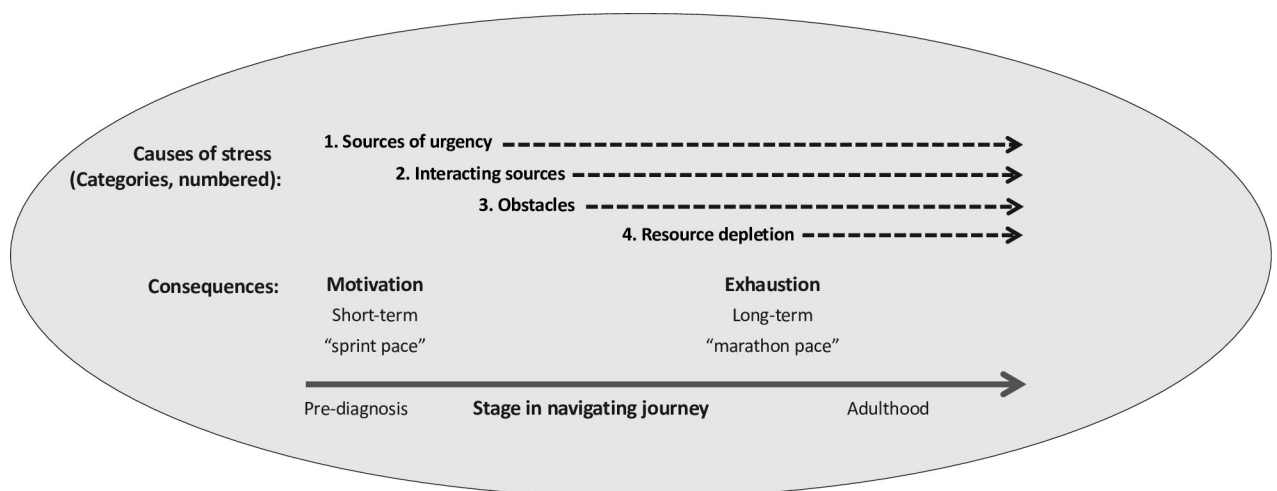 Causes of stress
(Categories, numbered):
1. Sources of urgency
2. Interacting sources
3. Obstacles
4. Resource depletion
Consequences:
Motivation
Short-term
“sprint pace”
Exhaustion
Long-term
“marathon pace”
Pre-diagnosis
Stage in navigating journey
Adulthood